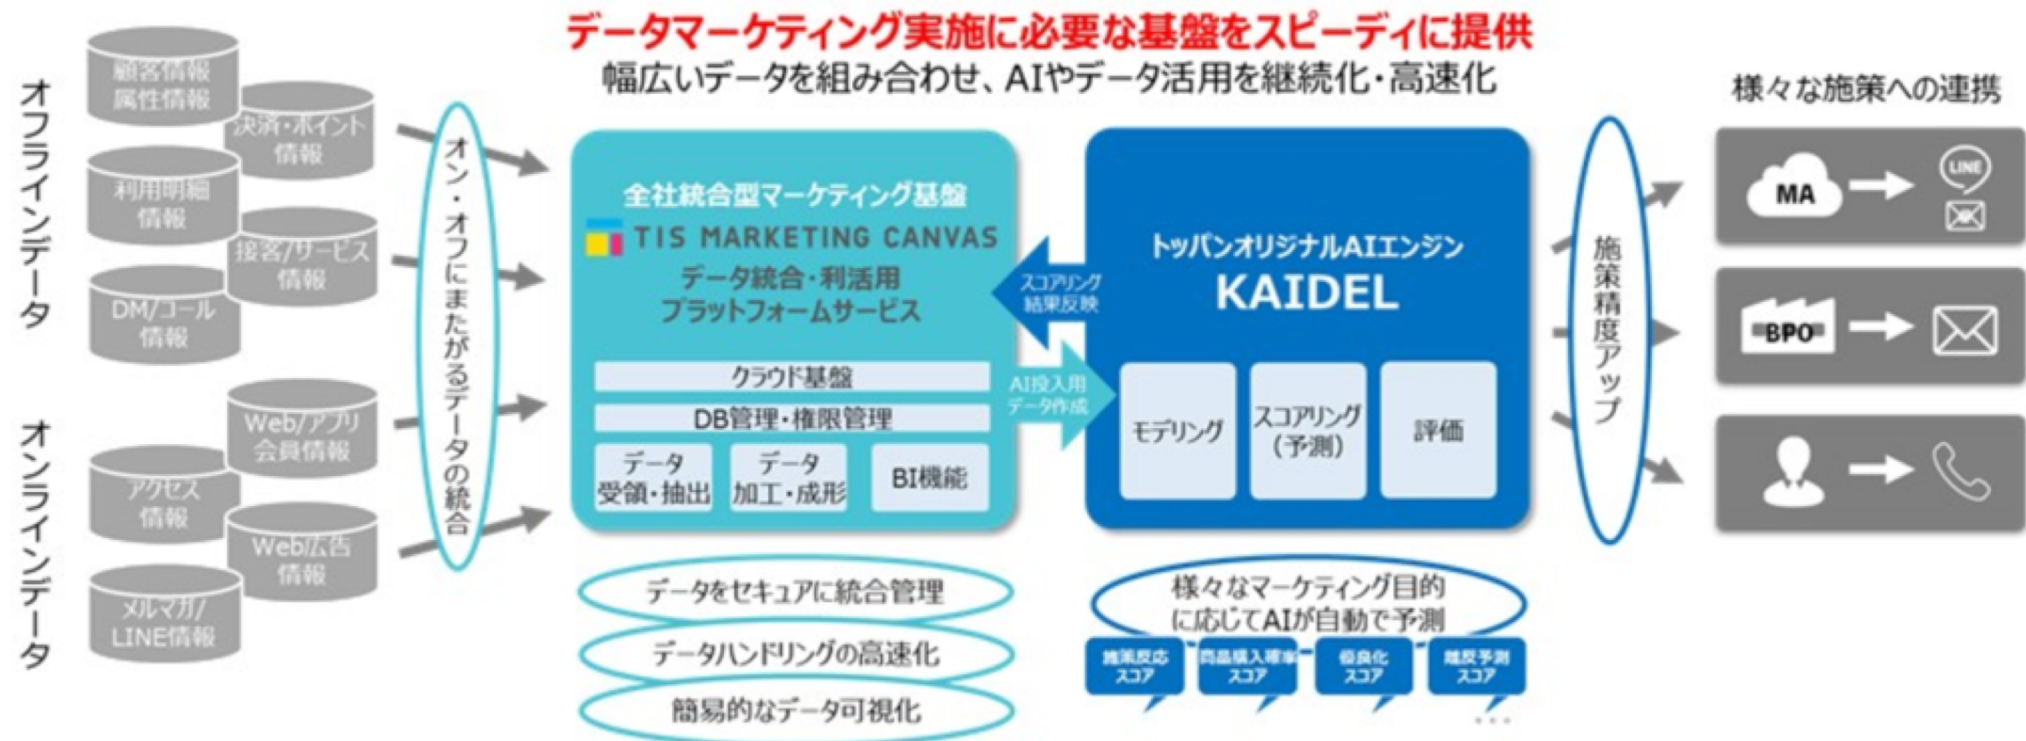 データマーケティング実施に必要な基盤をスピーディに提供
幅広いデータを組み合わせ、AIやデータ活用を継続化・高速化
オフラインデータ
顧客情報
属性情報
決済・ポイント
情報
利用明細
情報
接客/サービス
情報
DM/コール
情報
オンラインデータ
Web/アプリ
会員情報
アクセス
情報
Web広告
情報
メルマガ/
LINE情報
オン・オフにまたがるデータの統合
全社統合型マーケティング基盤
TIS MARKETING CANVAS
データ統合・利活用
プラットフォームサービス
クラウド基盤
DB管理・権限管理
データ
受領・抽出
データ
加工・成形
BI機能
スコアリング
結果反映
AI投入用
データ作成
トッパンオリジナルAIエンジン
KAIDEL
モデリング
スコアリング
(予測)
評価
データをセキュアに統合管理
データハンドリングの高速化
簡易的なデータ可視化
様々なマーケティング目的
に応じてAIが自動で予測
施策反応
スコア
商品購入確率
スコア
優良化
スコア
離反予測
スコア
・・・
施策精度アップ
様々な施策への連携
MA
LINE
BPO